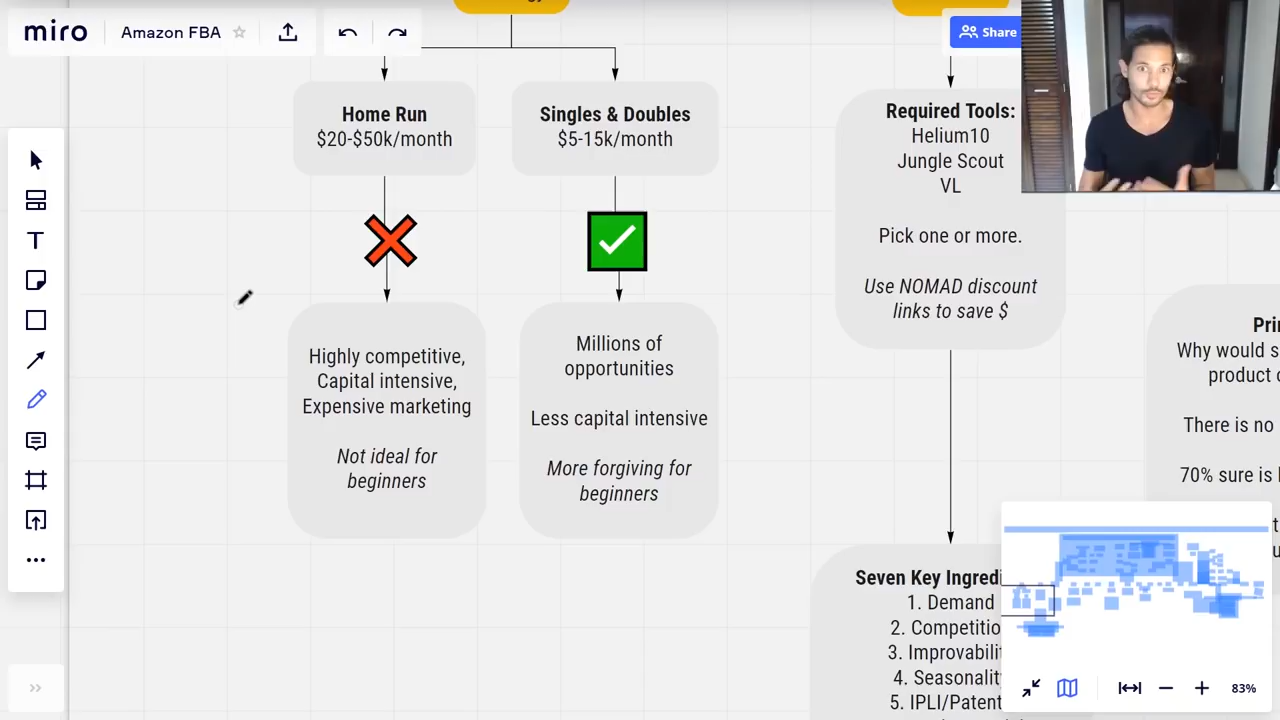 miro
Amazon FBA
Share
Home Run
$20-$50k/month
Singles & Doubles
$5-15k/month
Highly competitive,
Capital intensive,
Expensive marketing
Not ideal for
beginners
Millions of
opportunities
Less capital intensive
More forgiving for
beginners
Required Tools:
Helium10
Jungle Scout
VL
Pick one or more.
Use NOMAD discount
links to save $
Seven Key Ingredi
1. Demand
2. Competitio
3. Improvabili
4. Seasonalit
5. IPLI/Patent
Pri
Why would s
product
There is no
70% sure is
83%